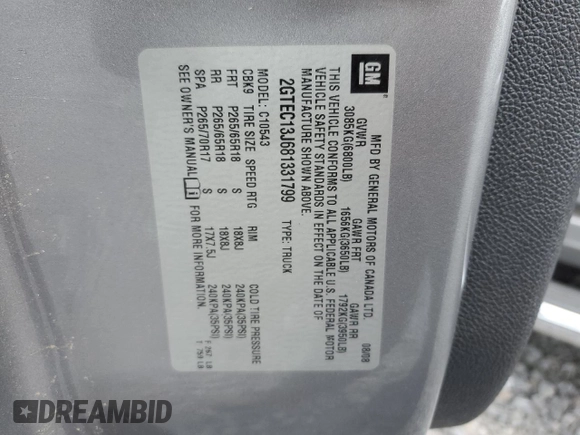 GM
MFD BY GENERAL MOTORS OF CANADA LTD. 08/08
GVWR GAWR FRT GAWR RR
3085KG(6800LB) 1656KG(3650LB) 1792KG(3950LB)
THIS VEHICLE CONFORMS TO ALL APPLICABLE U.S. FEDERAL MOTOR
VEHICLE SAFETY STANDARDS IN EFFECT ON THE DATE OF
MANUFACTURE SHOWN ABOVE.
2GTEC13J681331799 TYPE: TRUCK
MODEL: C10543
CBK9 TIRE SIZE SPEED RTG RIM COLD TIRE PRESSURE
FRT P265/65R18 S 18X8J 240KPA(35PSI)
RR P265/65R18 S 18X8J 240KPA(35PSI)
SPA P265/70R17 S 17X7.5J 240KPA(35PSI)
SEE OWNER'S MANUAL FOR MORE INFORMATION.
DREAMBID